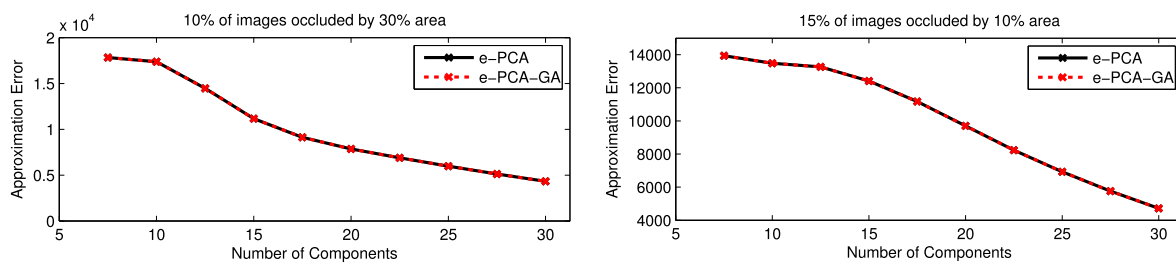 10% of images occluded by 30% area
x 10^4
2
1.5
1
0.5
0
Approximation Error
5 10 15 20 25 30
Number of Components
e−PCA
e−PCA−GA
15% of images occluded by 10% area
14000
12000
10000
8000
6000
4000
Approximation Error
5 10 15 20 25 30
Number of Components
e−PCA
e−PCA−GA